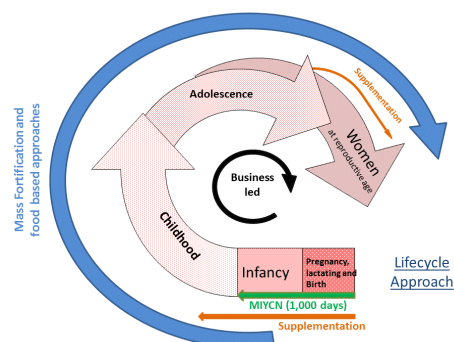 Mass Fortification and
food based approaches
Adolescence
Supplementation
Women
at reproductive age
Business
led
Childhood
Infancy
Pregnancy,
lactating and
Birth
MIYCN (1,000 days)
Supplementation
Lifecycle
Approach